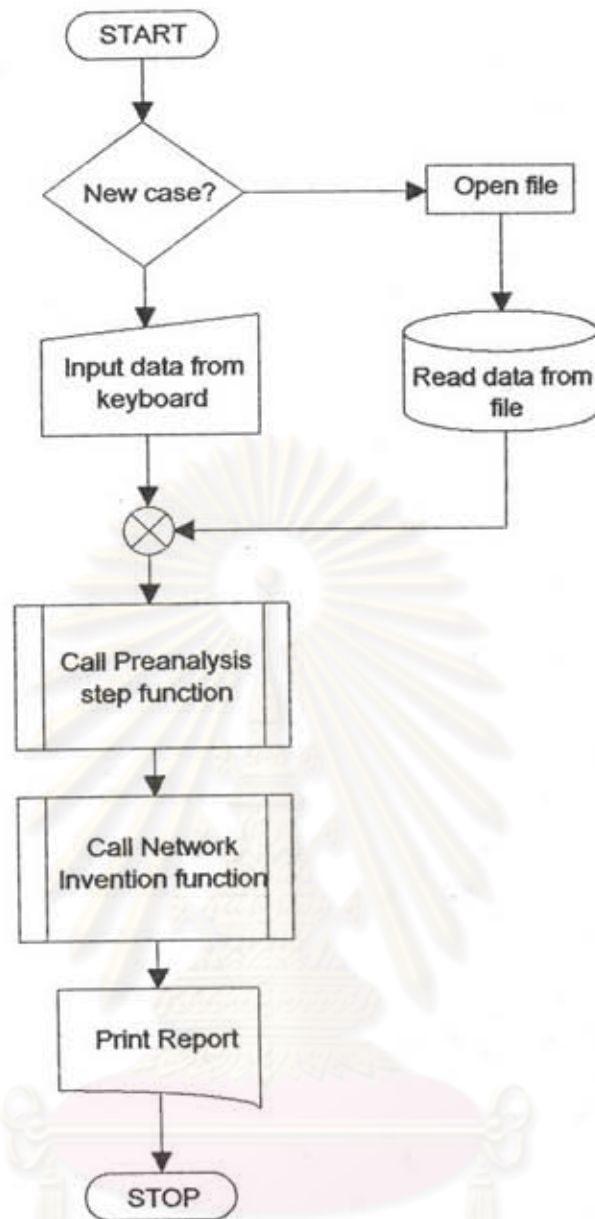 START
New case?
Open file
Input data from
keyboard
Read data from
file
Call Preanalysis
step function
Call Network
Invention function
Print Report
STOP